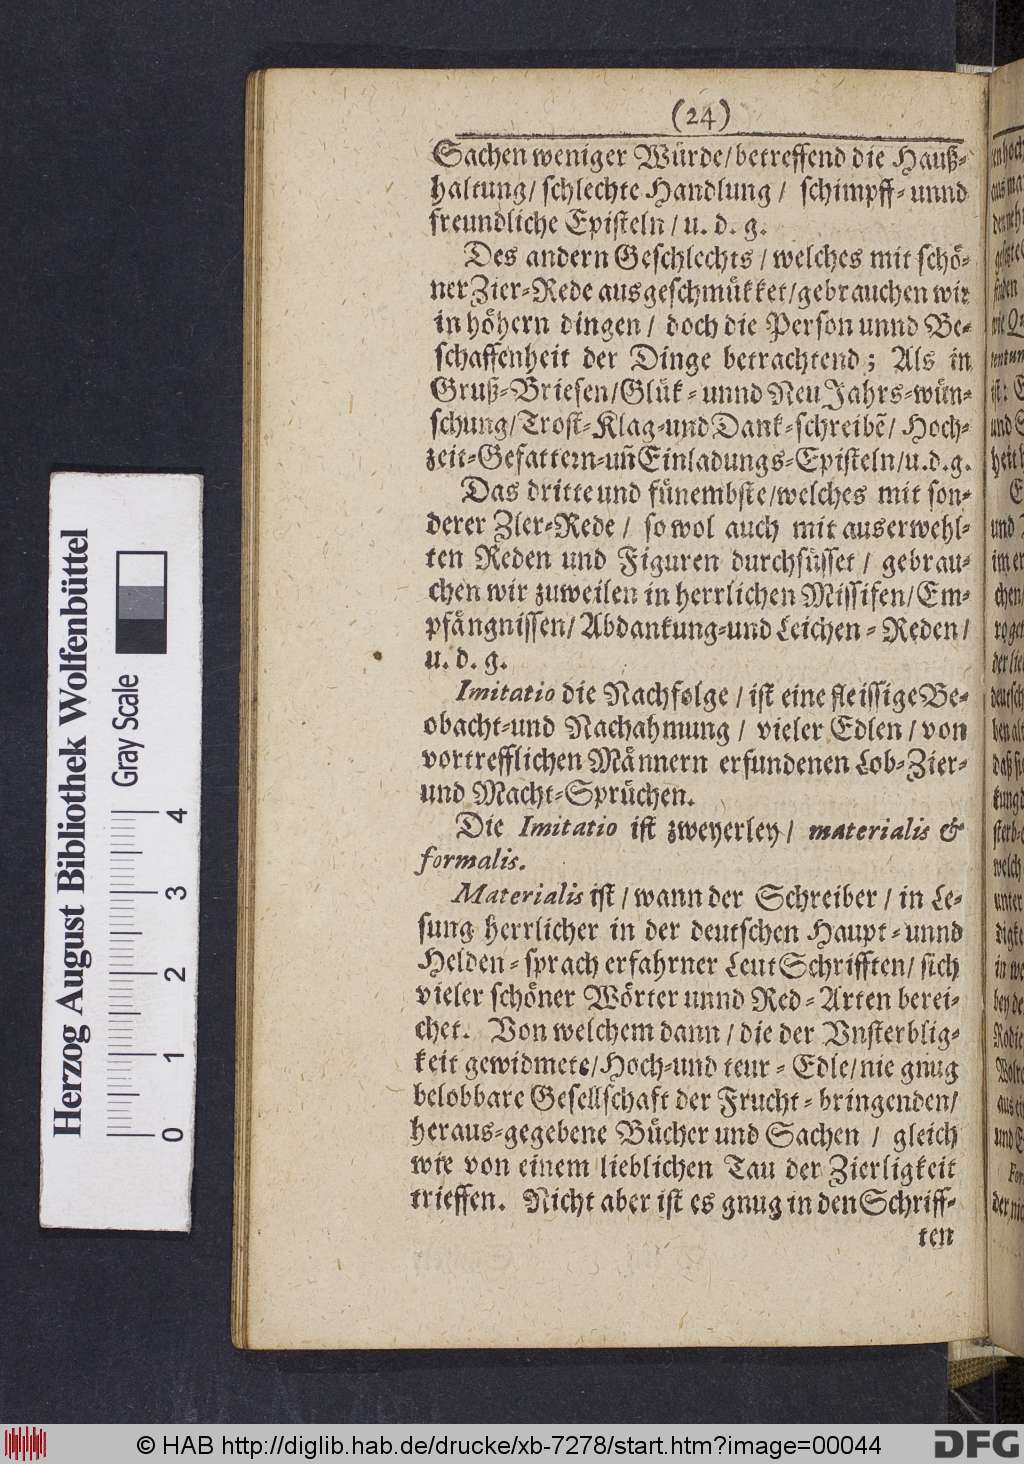 (24)
Sachen weniger Würde/betreffend die Hauß-
haltung/ schlechte Handlung / schimpff- unnd
freundliche Episteln / u. d. g.
Des andern Geschlechts / welches mit schö-
ner Zier-Rede ausgeschmükket/gebrauchen wir
in höhern dingen / doch die Person unnd Be-
schaffenheit der Dinge betrachtend; Als in
Gruß-Briefen/Glük- unnd Neu Jahrs-wün-
schung/Trost-Klag-und Dank-schreibẽ/ Hoch-
zeit-Gefattern-uñ Einladungs-Episteln/u.d.g.
Das dritte und fünembste/welches mit son-
derer Zier-Rede / so wol auch mit auserwehl-
ten Reden und Figuren durchsüsset / gebrau-
chen wir zuweilen in herrlichen Missifen/Em-
pfängnissen/Abdankung-und Leichen-Reden/
u. d. g.
Imitatio die Nachfolge / ist eine fleissige Be-
obacht-und Nachahmung / vieler Edlen / von
vortrefflichen Männern erfundenen Lob-Zier-
und Macht-Sprüchen.
Die Imitatio ist zweyerley / materialis &
formalis.
Materialis ist / wann der Schreiber / in Le-
sung herrlicher in der deutschen Haupt- unnd
Helden-sprach erfahrner Leut Schrifften/ sich
vieler schöner Wörter unnd Red-Arten berei-
chet. Von welchem dann / die der Vnsterblig-
keit gewidmete/Hoch-und teur-Edle/nie gnug
belobbare Gesellschaft der Frucht-bringenden/
heraus-gegebene Bücher und Sachen / gleich
wie von einem lieblichen Tau der Zierligkeit
trieffen. Nicht aber ist es gnug in den Schriff-
ten
Herzog August Bibliothek Wolfenbüttel
Gray Scale
0 1 2 3 4
© HAB http://diglib.hab.de/drucke/xb-7278/start.htm?image=00044
DFG